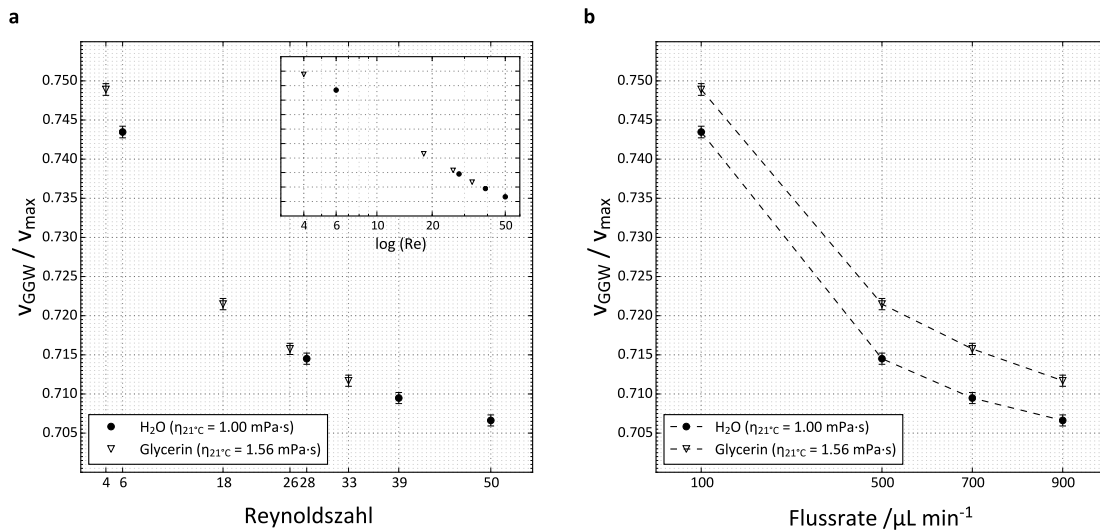 a
v_GGW / v_max
0.750
0.745
0.740
0.735
0.730
0.725
0.720
0.715
0.710
0.705
4 6 10 20 50
log (Re)
H₂O (η₂₁°C = 1.00 mPa·s)
Glycerin (η₂₁°C = 1.56 mPa·s)
4 6 18 26 28 33 39 50
Reynoldszahl
b
v_GGW / v_max
0.750
0.745
0.740
0.735
0.730
0.725
0.720
0.715
0.710
0.705
H₂O (η₂₁°C = 1.00 mPa·s)
Glycerin (η₂₁°C = 1.56 mPa·s)
100 500 700 900
Flussrate /µL min⁻¹